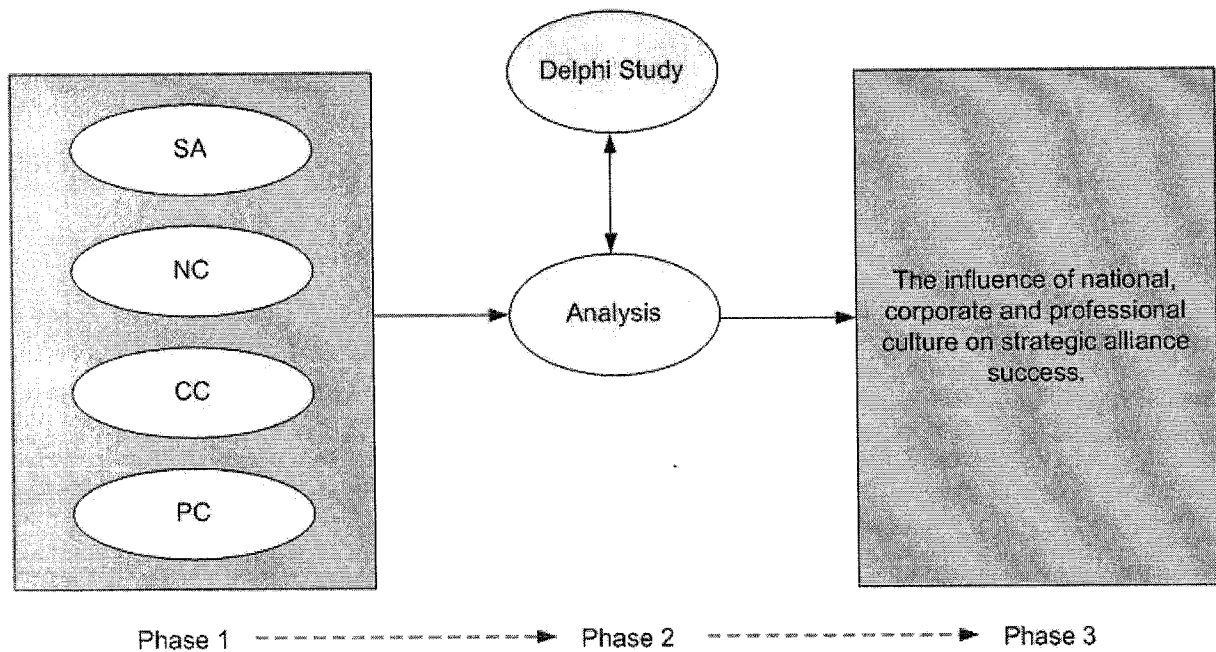 Delphi Study
SA
NC
CC
PC
Analysis
The influence of national,
corporate and professional
culture on strategic alliance
success.
Phase 1
Phase 2
Phase 3